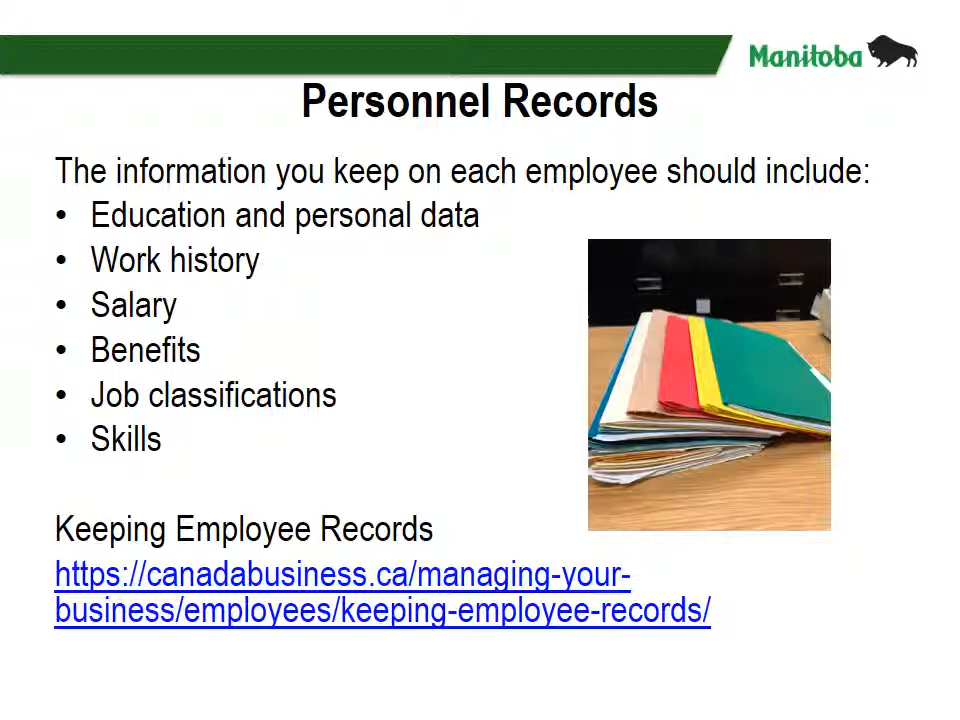 Manitoba
Personnel Records
The information you keep on each employee should include:
• Education and personal data
• Work history
• Salary
• Benefits
• Job classifications
• Skills
Keeping Employee Records
https://canadabusiness.ca/managing-your-
business/employees/keeping-employee-records/